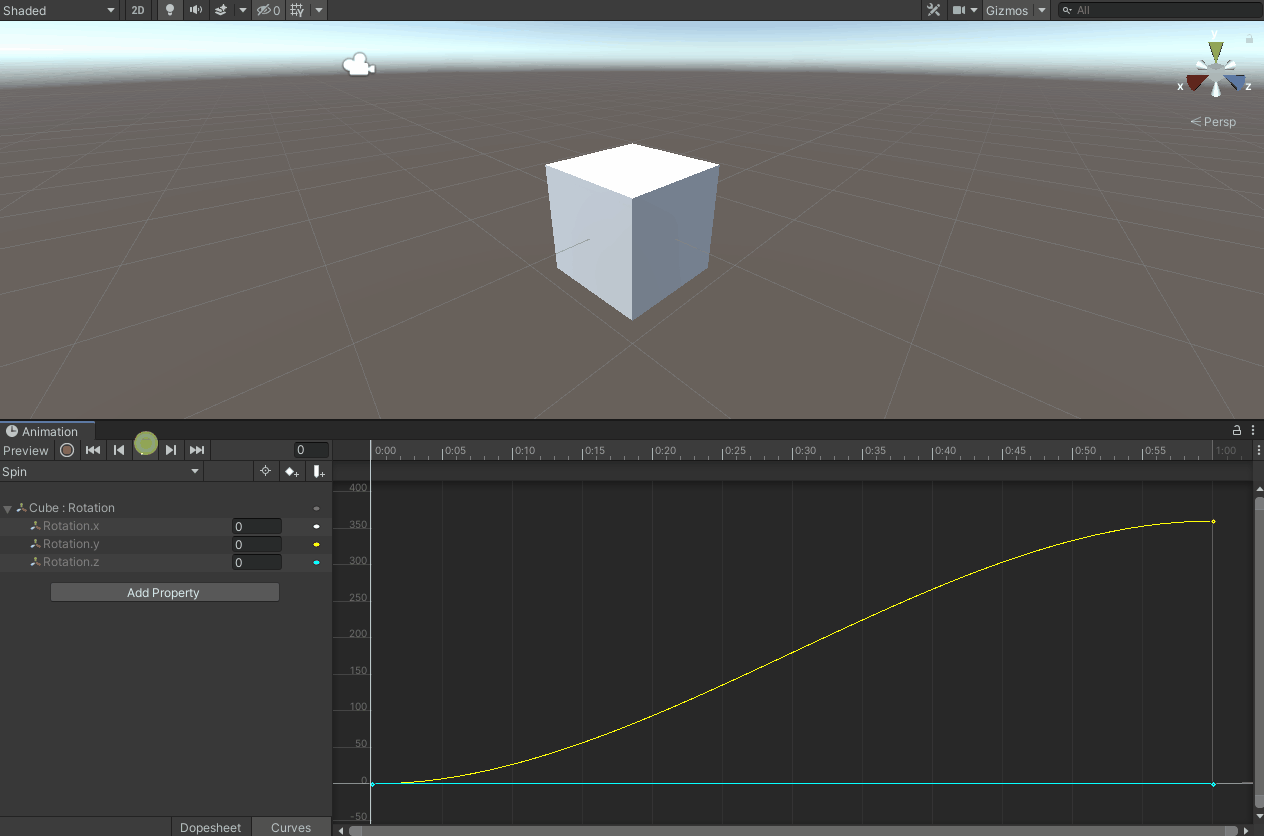 Shaded 2D 0 Gizmos All
y
x z
Persp
Animation
Preview 0 0:00 0:05 0:10 0:15 0:20 0:25 0:30 0:35 0:40 0:45 0:50 0:55 1:00
Spin
400
Cube : Rotation
Rotation.x 0
350
Rotation.y 0
300
Rotation.z 0
Add Property
250
200
150
100
50
0
-50
Dopesheet Curves